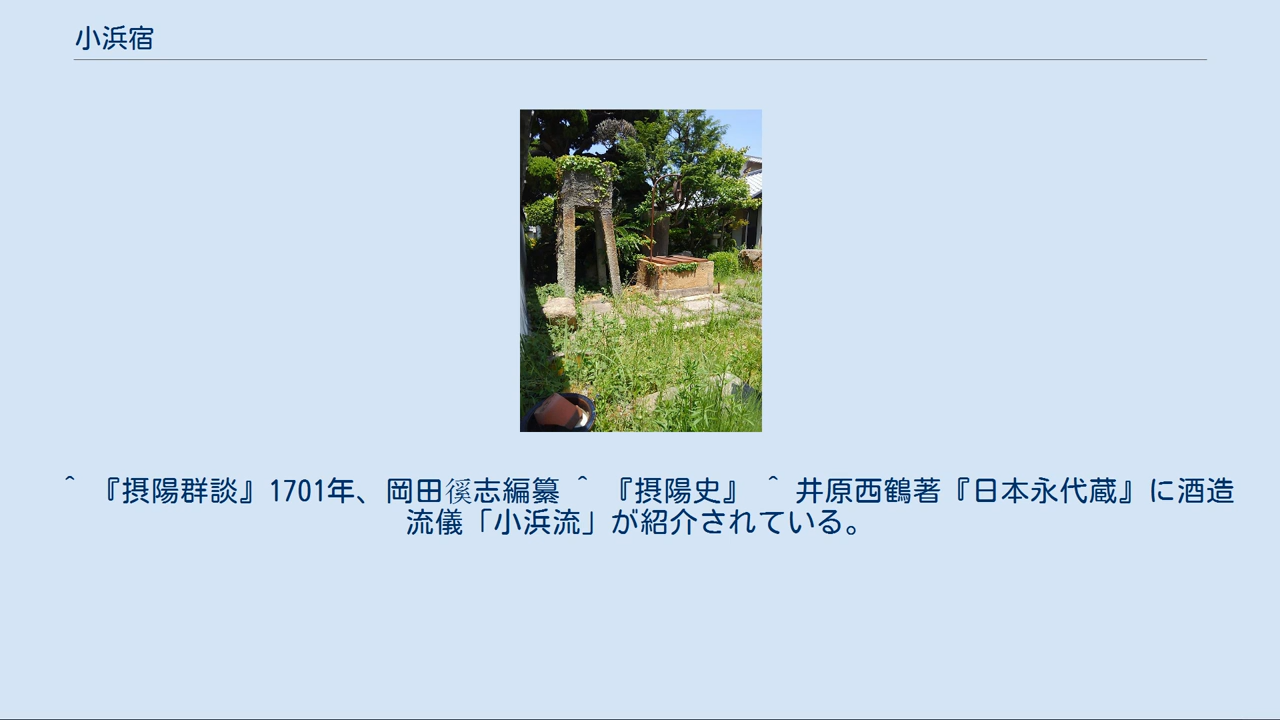 小浜宿
^ 『摂陽群談』1701年、岡田徯志編纂 ^ 『摂陽史』 ^ 井原西鶴著『日本永代蔵』に酒造
流儀「小浜流」が紹介されている。